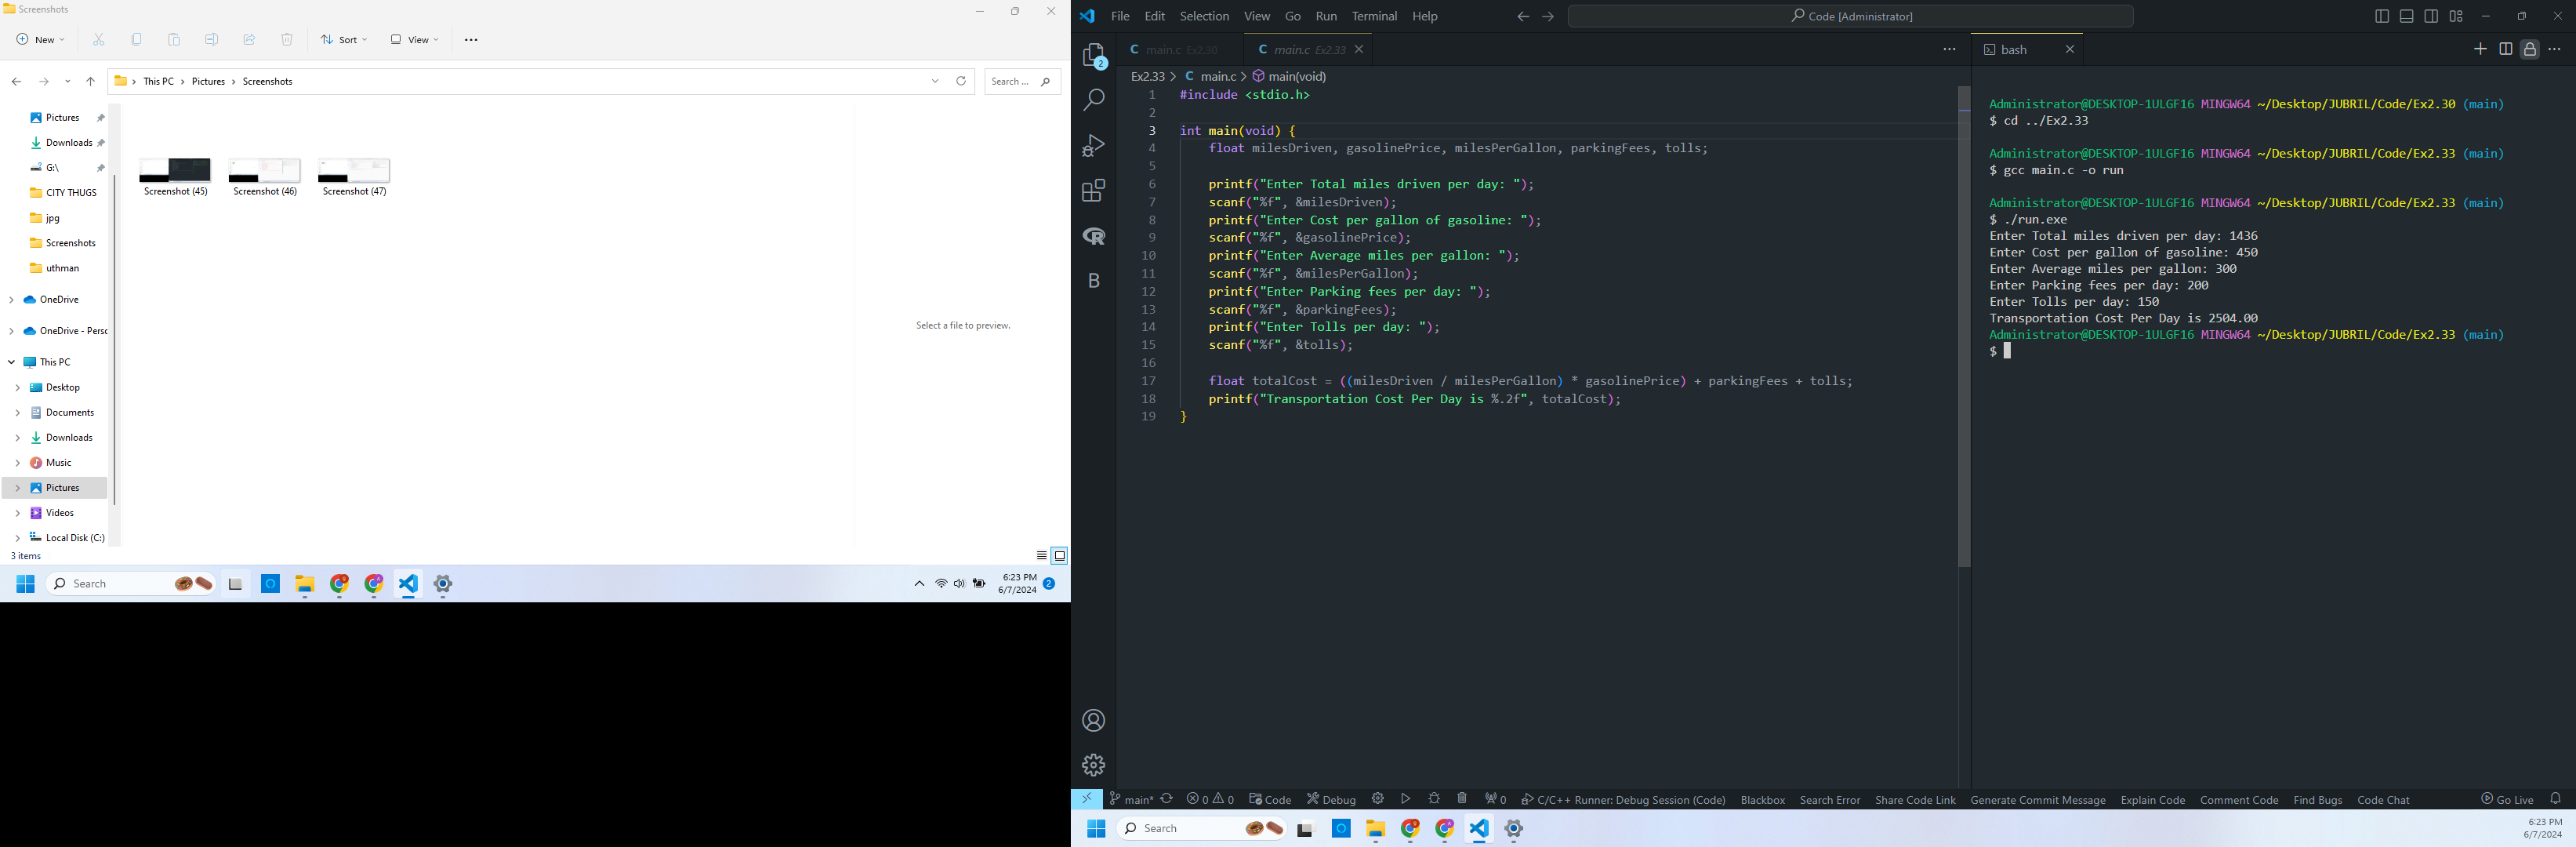 Screenshots
New
Sort
View
This PC > Pictures > Screenshots
Search ...
Pictures
Downloads
G:\
CITY THUGS
jpg
Screenshots
uthman
OneDrive
OneDrive - Persc
This PC
Desktop
Documents
Downloads
Music
Pictures
Videos
Local Disk (C:)
Screenshot (45)
Screenshot (46)
Screenshot (47)
Select a file to preview.
3 items
Search
6:23 PM
6/7/2024
2
File Edit Selection View Go Run Terminal Help
Code [Administrator]
2
B
main.c Ex2.30
main.c Ex2.33
Ex2.33 > C main.c > main(void)
1 #include <stdio.h>
2
3 int main(void) {
4 float milesDriven, gasolinePrice, milesPerGallon, parkingFees, tolls;
5
6 printf("Enter Total miles driven per day: ");
7 scanf("%f", &milesDriven);
8 printf("Enter Cost per gallon of gasoline: ");
9 scanf("%f", &gasolinePrice);
10 printf("Enter Average miles per gallon: ");
11 scanf("%f", &milesPerGallon);
12 printf("Enter Parking fees per day: ");
13 scanf("%f", &parkingFees);
14 printf("Enter Tolls per day: ");
15 scanf("%f", &tolls);
16
17 float totalCost = ((milesDriven / milesPerGallon) * gasolinePrice) + parkingFees + tolls;
18 printf("Transportation Cost Per Day is %.2f", totalCost);
19 }
bash
Administrator@DESKTOP-1ULGF16 MINGW64 ~/Desktop/JUBRIL/Code/Ex2.30 (main)
$ cd ../Ex2.33
Administrator@DESKTOP-1ULGF16 MINGW64 ~/Desktop/JUBRIL/Code/Ex2.33 (main)
$ gcc main.c -o run
Administrator@DESKTOP-1ULGF16 MINGW64 ~/Desktop/JUBRIL/Code/Ex2.33 (main)
$ ./run.exe
Enter Total miles driven per day: 1436
Enter Cost per gallon of gasoline: 450
Enter Average miles per gallon: 300
Enter Parking fees per day: 200
Enter Tolls per day: 150
Transportation Cost Per Day is 2504.00
Administrator@DESKTOP-1ULGF16 MINGW64 ~/Desktop/JUBRIL/Code/Ex2.33 (main)
$
main* 0 0 Code Debug 0 C/C++ Runner: Debug Session (Code) Blackbox Search Error Share Code Link Generate Commit Message Explain Code Comment Code Find Bugs Code Chat Go Live
Search
6:23 PM
6/7/2024